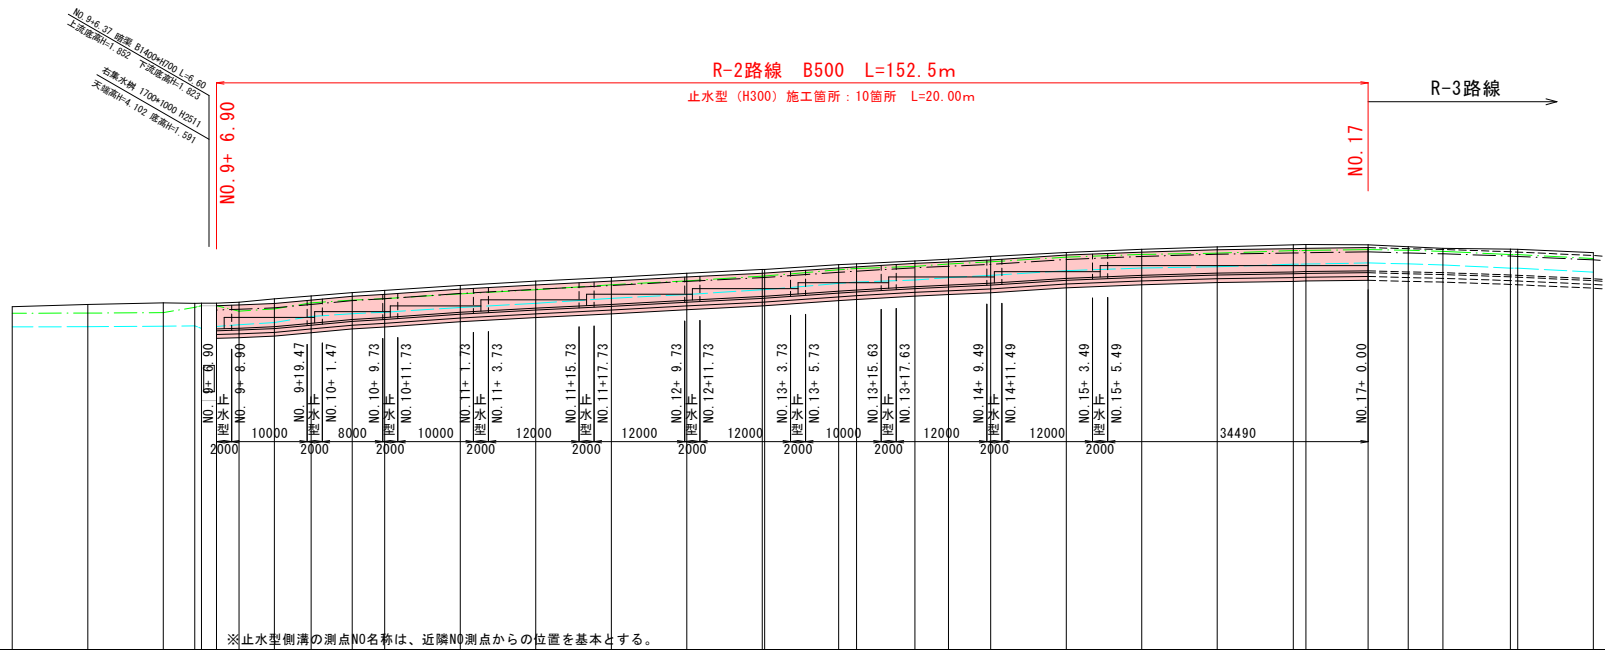 NO.9+6.37 暗渠 B1400*H700 L=6.60
上流底高H=1.852 下流底高H=1.823
右集水桝 1700*1000 H2511
天端高H=4.102 底高H=1.591
R-2路線 B500 L=152.5m
止水型 (H300) 施工箇所：10箇所 L=20.00m
R-3路線
NO.9+ 6.90
NO.17
NO. 9+ 6.90
止水型
NO. 9+ 8.90
NO. 9+19.47
止水型
NO.10+ 1.47
NO.10+ 9.73
止水型
NO.10+11.73
NO.11+ 1.73
止水型
NO.11+ 3.73
NO.11+15.73
止水型
NO.11+17.73
NO.12+ 9.73
止水型
NO.12+11.73
NO.13+ 3.73
止水型
NO.13+ 5.73
NO.13+15.63
止水型
NO.13+17.63
NO.14+ 9.49
止水型
NO.14+11.49
NO.15+ 3.49
止水型
NO.15+ 5.49
NO.17+ 0.00
10000
8000
10000
12000
12000
12000
10000
12000
12000
34490
2000
2000
2000
2000
2000
2000
2000
2000
2000
2000
※止水型側溝の測点NO名称は、近隣NO測点からの位置を基本とする。